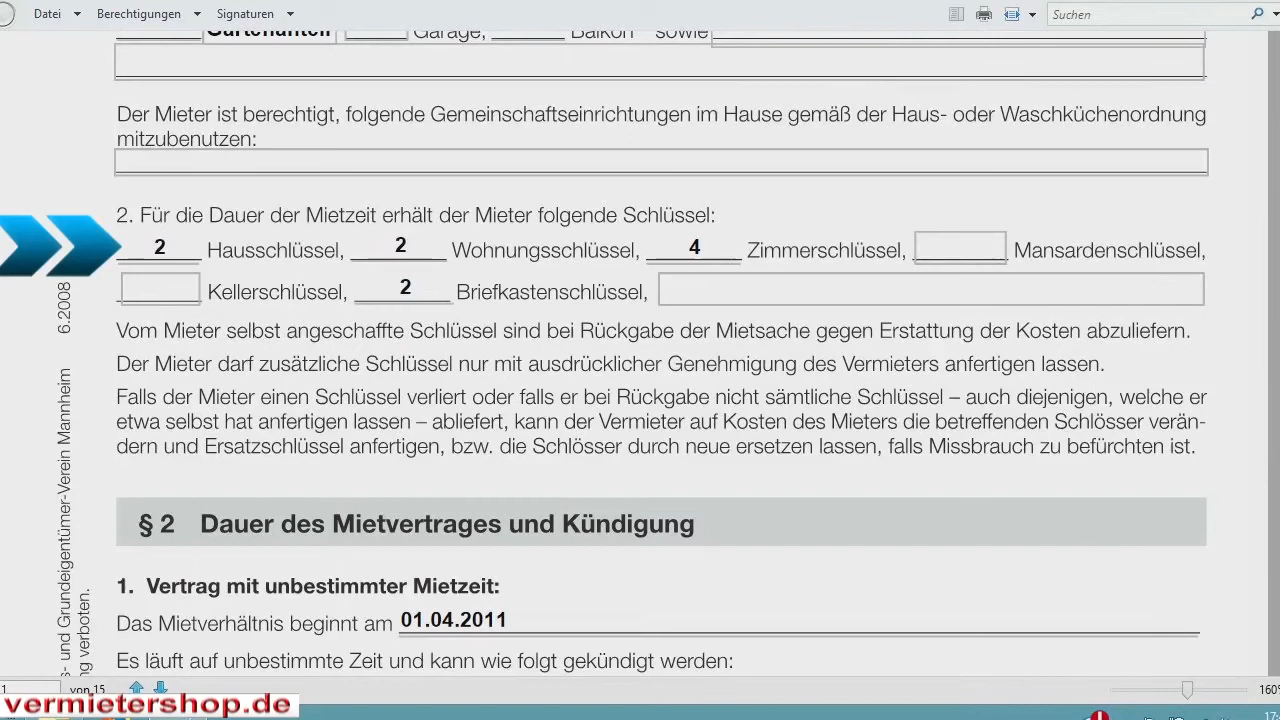 Datei Berechtigungen Signaturen Suchen
Gartenanteil Garage, Balkon sowie
Der Mieter ist berechtigt, folgende Gemeinschaftseinrichtungen im Hause gemäß der Haus- oder Waschküchenordnung
mitzubenutzen:
2. Für die Dauer der Mietzeit erhält der Mieter folgende Schlüssel:
2 Hausschlüssel, 2 Wohnungsschlüssel, 4 Zimmerschlüssel, Mansardenschlüssel,
Kellerschlüssel, 2 Briefkastenschlüssel,
Vom Mieter selbst angeschaffte Schlüssel sind bei Rückgabe der Mietsache gegen Erstattung der Kosten abzuliefern.
Der Mieter darf zusätzliche Schlüssel nur mit ausdrücklicher Genehmigung des Vermieters anfertigen lassen.
Falls der Mieter einen Schlüssel verliert oder falls er bei Rückgabe nicht sämtliche Schlüssel – auch diejenigen, welche er
etwa selbst hat anfertigen lassen – abliefert, kann der Vermieter auf Kosten des Mieters die betreffenden Schlösser verän-
dern und Ersatzschlüssel anfertigen, bzw. die Schlösser durch neue ersetzen lassen, falls Missbrauch zu befürchten ist.
§ 2 Dauer des Mietvertrages und Kündigung
1. Vertrag mit unbestimmter Mietzeit:
Das Mietverhältnis beginnt am 01.04.2011
Es läuft auf unbestimmte Zeit und kann wie folgt gekündigt werden:
s- und Grundeigentümer-Verein Mannheim 6.2008
ng verboten.
1 von 15 160%
vermietershop.de